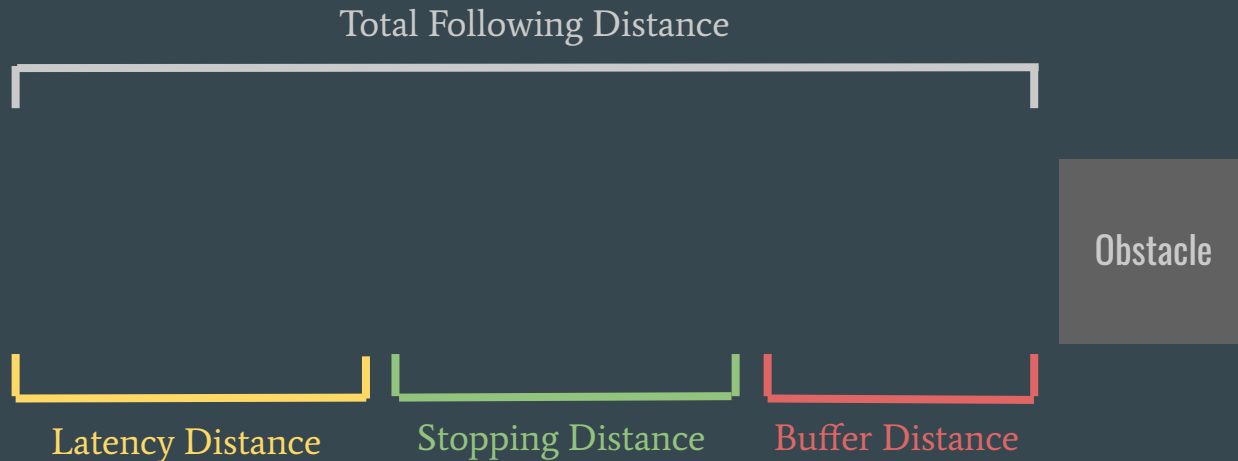 Total Following Distance
Obstacle
Latency Distance
Stopping Distance
Buffer Distance